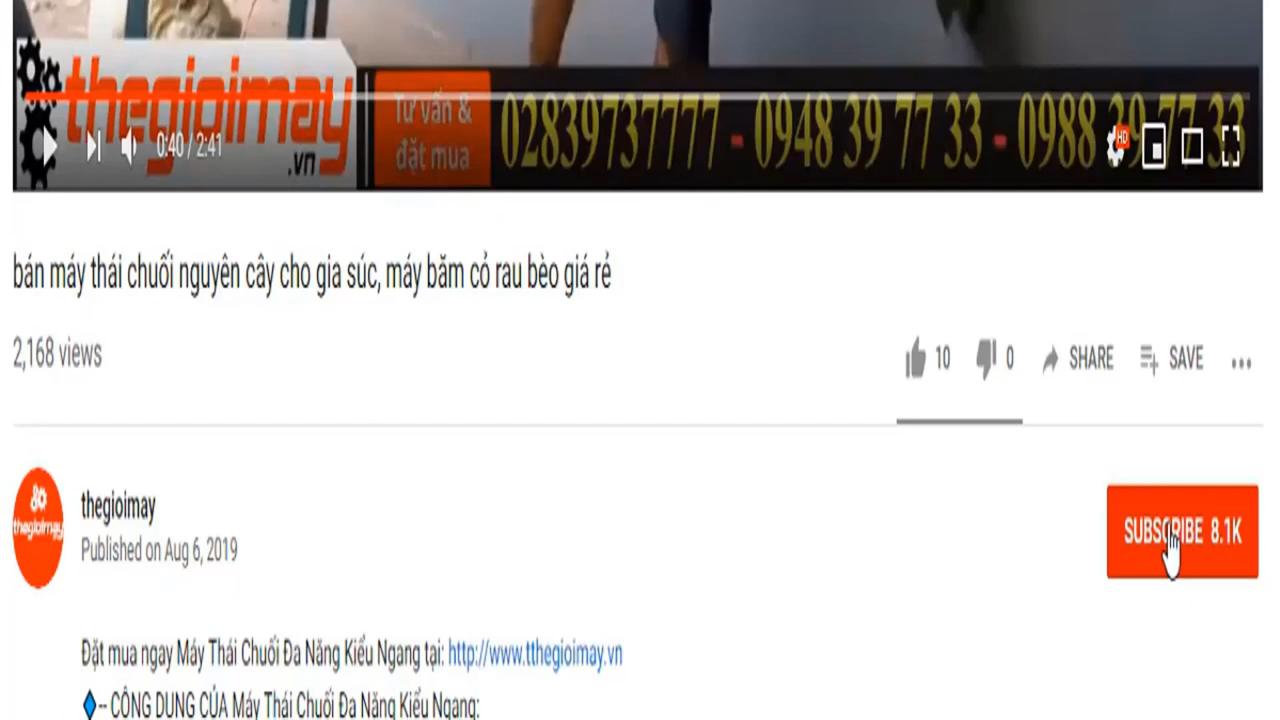 thegioimay
.vn
Tư vấn &
đặt mua
02839737777 - 0948 39 77 33 - 0988 39 77 33
0:40 / 2:41
HD
bán máy thái chuối nguyên cây cho gia súc, máy băm cỏ rau bèo giá rẻ
2,168 views
10 0 SHARE SAVE
thegioimay
thegioimay
Published on Aug 6, 2019
SUBSCRIBE 8.1K
Đặt mua ngay Máy Thái Chuối Đa Năng Kiểu Ngang tại: http://www.tthegioimay.vn
-- CÔNG DỤNG CỦA Máy Thái Chuối Đa Năng Kiểu Ngang: